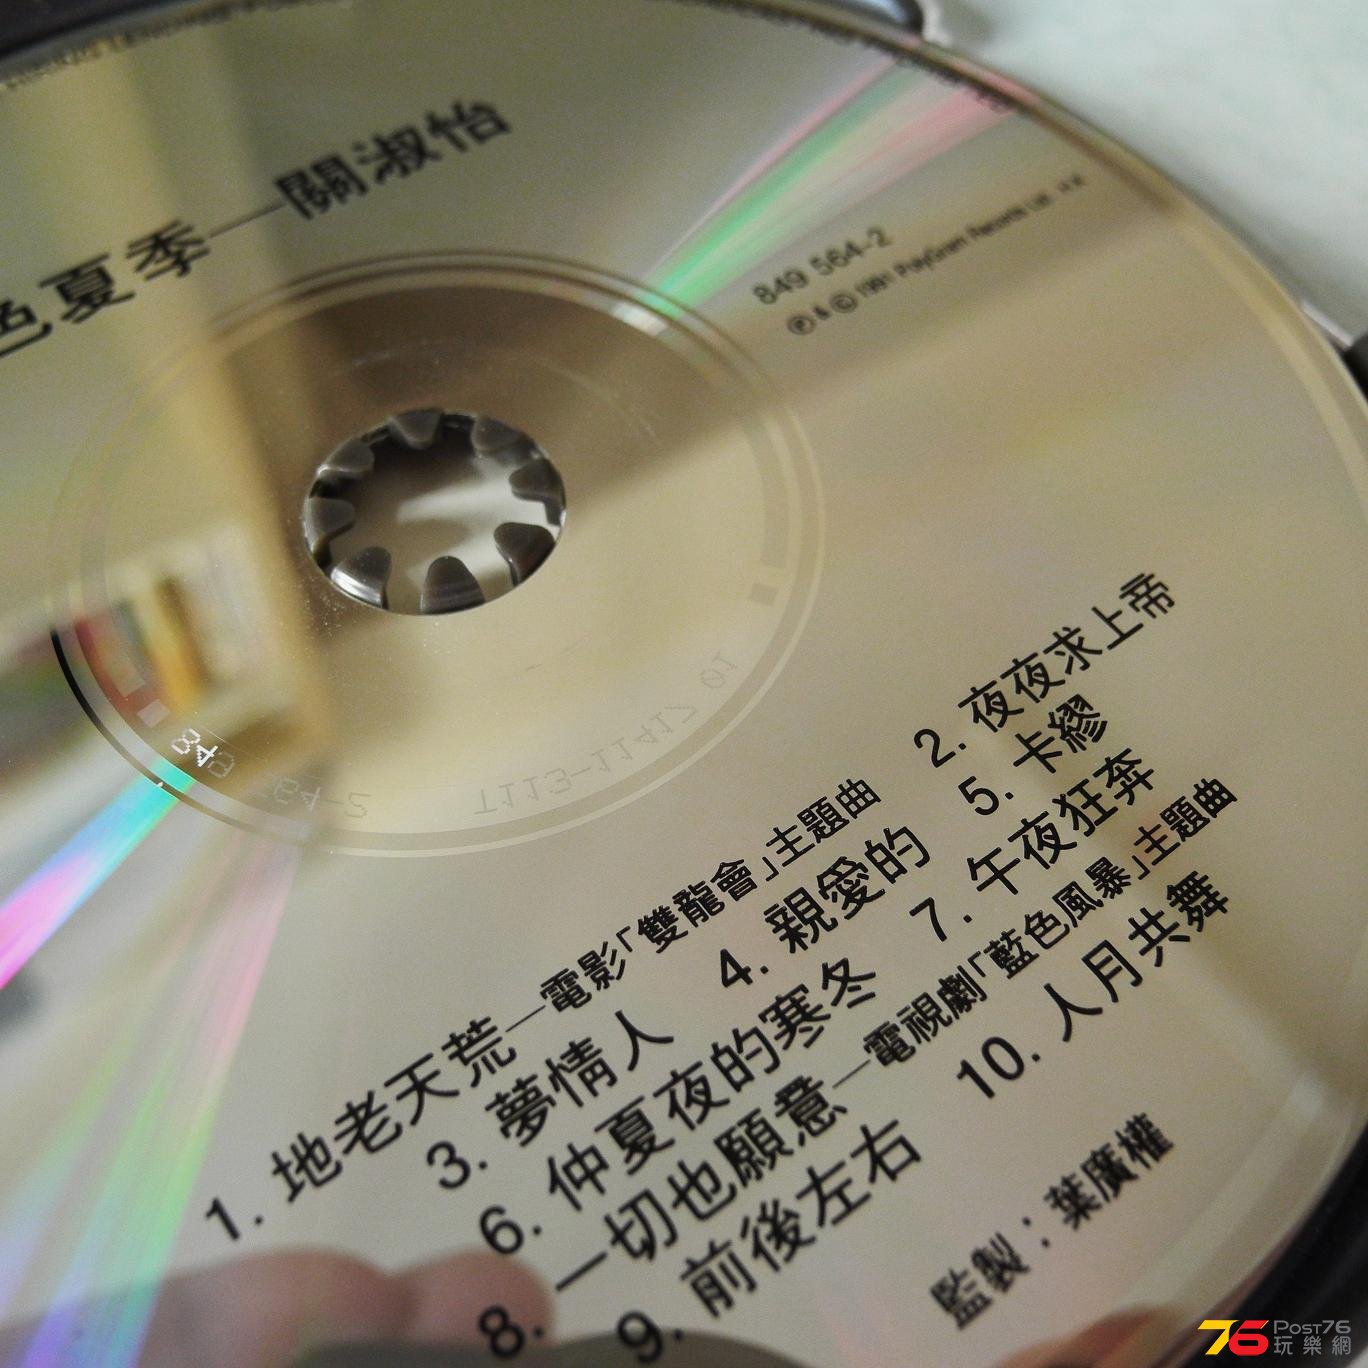 色夏季—關淑怡
849 564-2
Ⓟ & © 1991 PolyGram Records Ltd.
T113-11417 01
1. 地老天荒—電影「雙龍會」主題曲 2. 夜夜求上帝
3. 夢情人 4. 親愛的 5. 卡繆
6. 仲夏夜的寒冬 7. 午夜狂奔
8. 一切也願意—電視劇「藍色風暴」主題曲
9. 前後左右 10. 人月共舞
監製：葉廣權
76 Post76
玩樂網